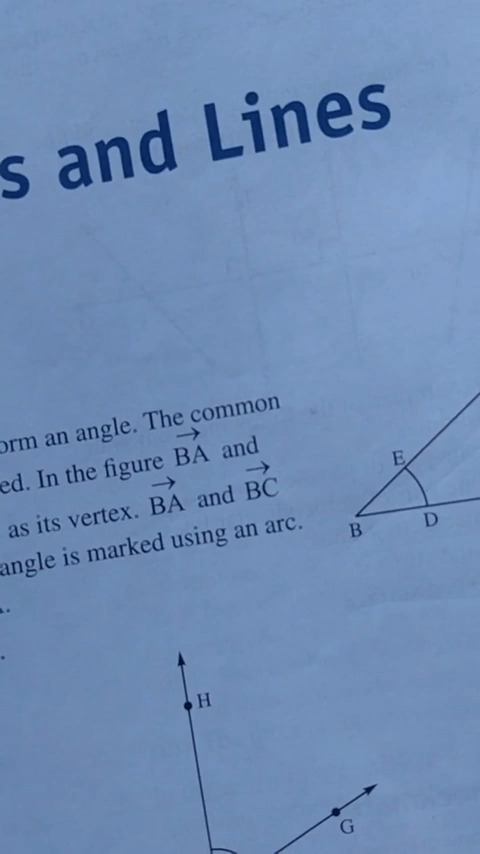 s and Lines
orm an angle. The common
ed. In the figure BA and
as its vertex. BA and BC
angle is marked using an arc.
.
.
E
B
D
H
G